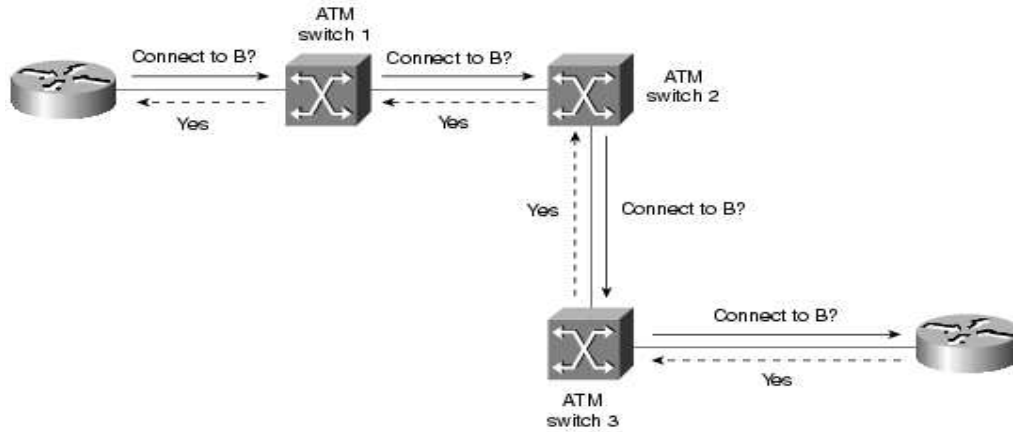 ATM
switch 1
Connect to B?
Connect to B?
ATM
switch 2
Yes
Yes
Yes
Connect to B?
Connect to B?
Yes
ATM
switch 3